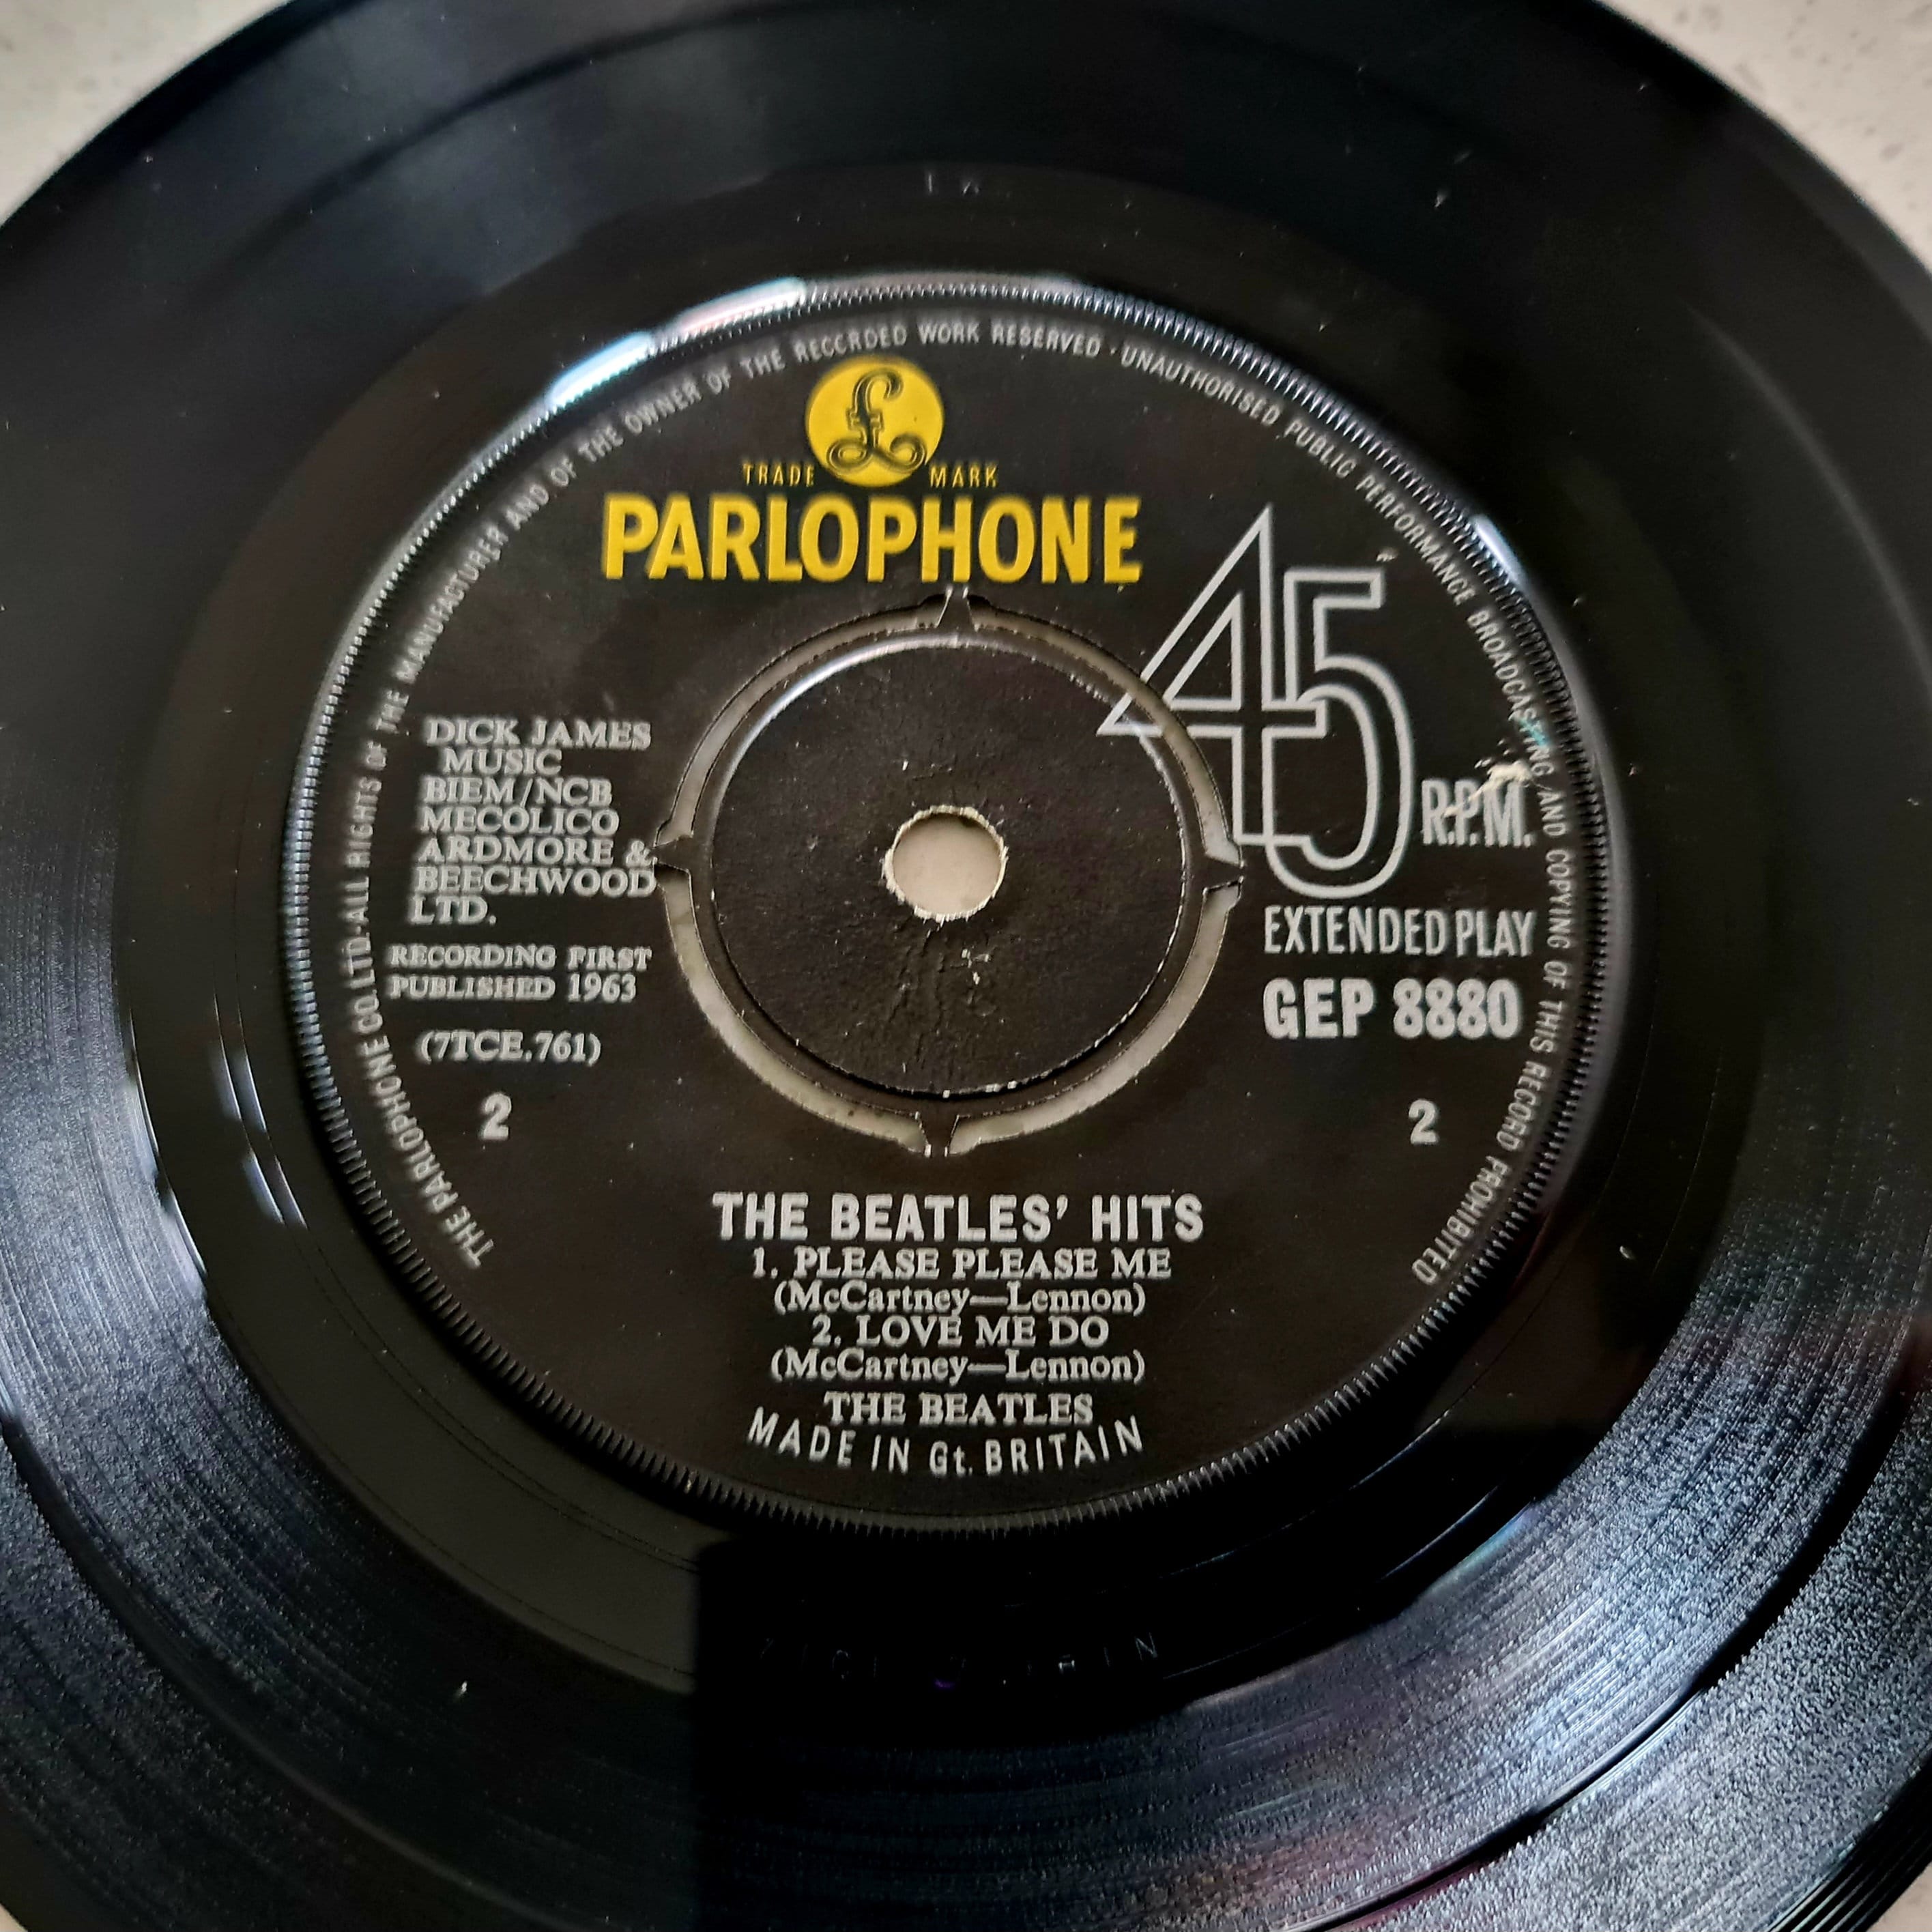 THE PARLOPHONE CO. LTD·ALL RIGHTS OF THE MANUFACTURER AND OF THE OWNER OF THE RECORDED WORK RESERVED · UNAUTHORISED PUBLIC PERFORMANCE BROADCASTING AND COPYING OF THIS RECORD PROHIBITED
£
TRADE MARK
PARLOPHONE
45
R.P.M.
EXTENDED PLAY
GEP 8880
2
DICK JAMES
MUSIC
BIEM/NCB
MECOLICO
ARDMORE &
BEECHWOOD
LTD.
RECORDING FIRST
PUBLISHED 1963
(7TCE.761)
2
THE BEATLES' HITS
1. PLEASE PLEASE ME
(McCartney—Lennon)
2. LOVE ME DO
(McCartney—Lennon)
THE BEATLES
MADE IN Gt. BRITAIN